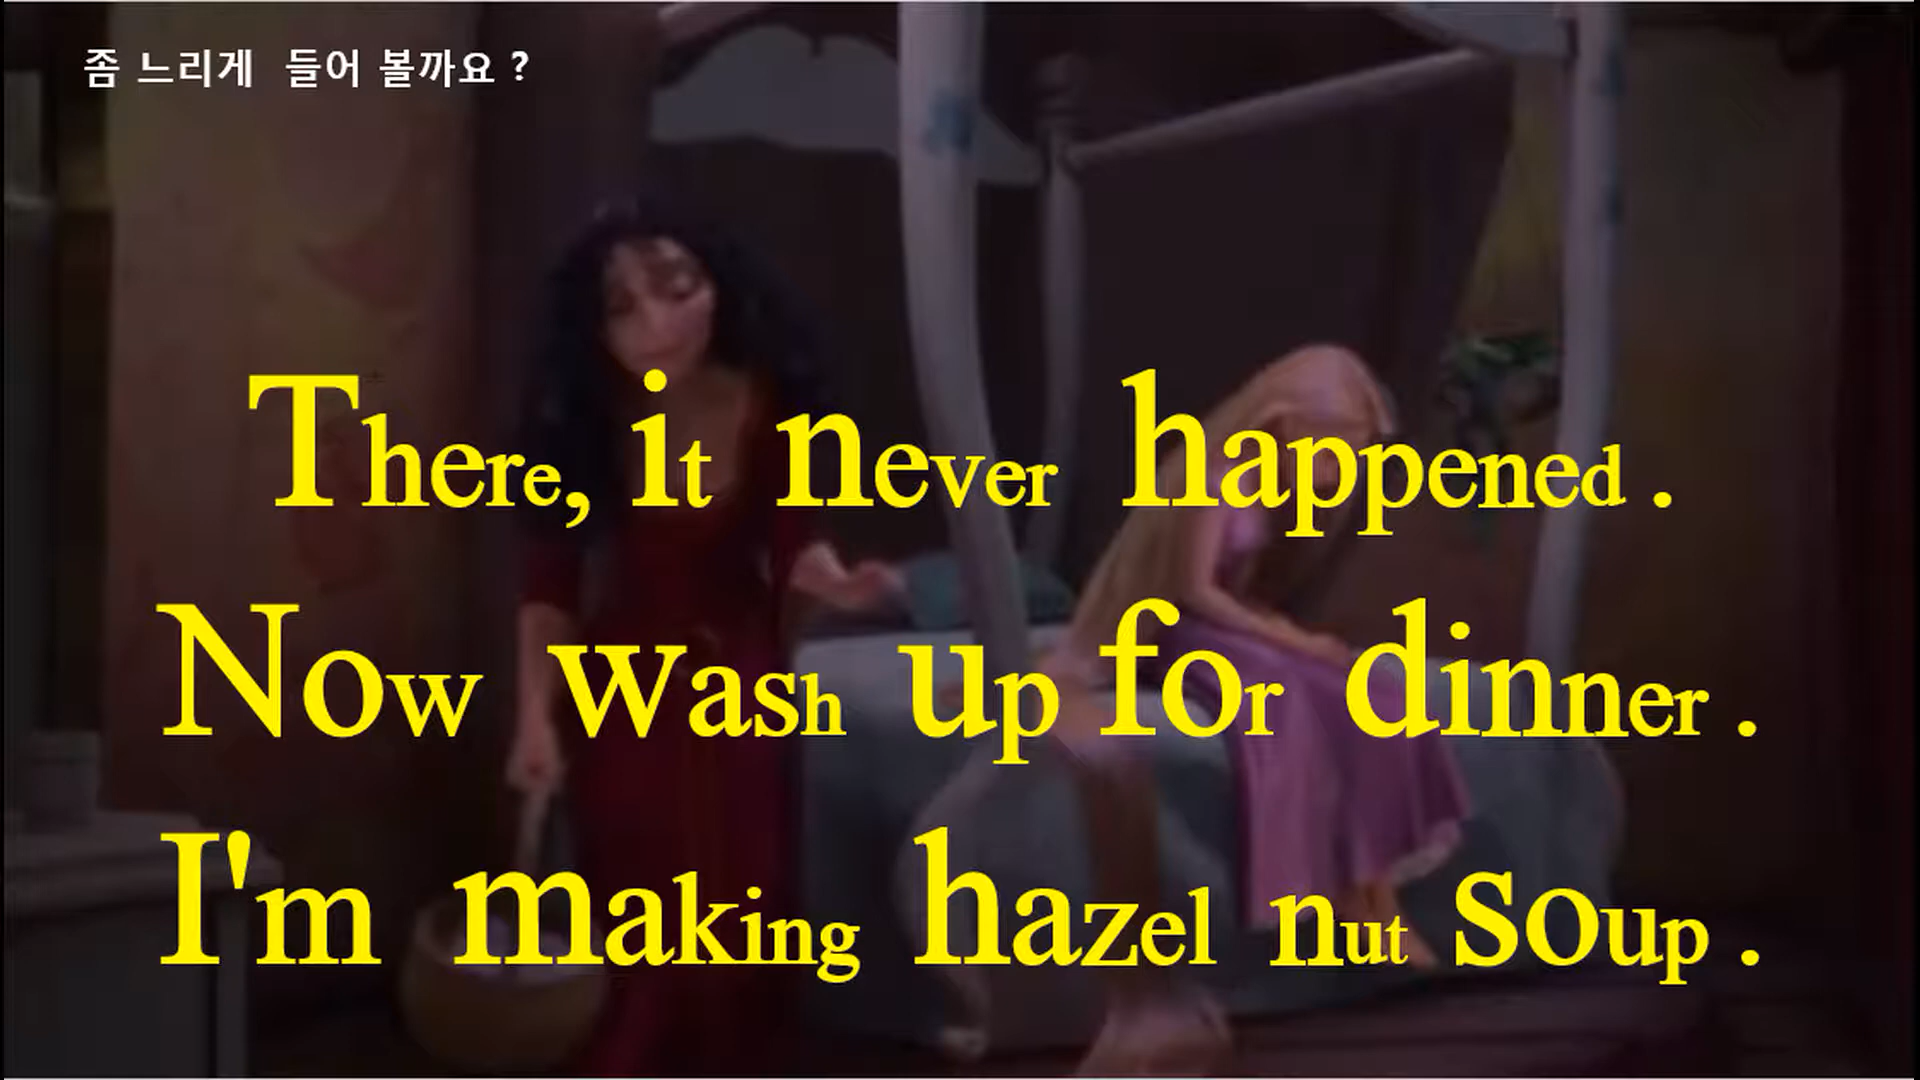 좀 느리게 들어 볼까요 ?
There, it never happened .
Now wash up for dinner .
I'm making hazel nut soup .